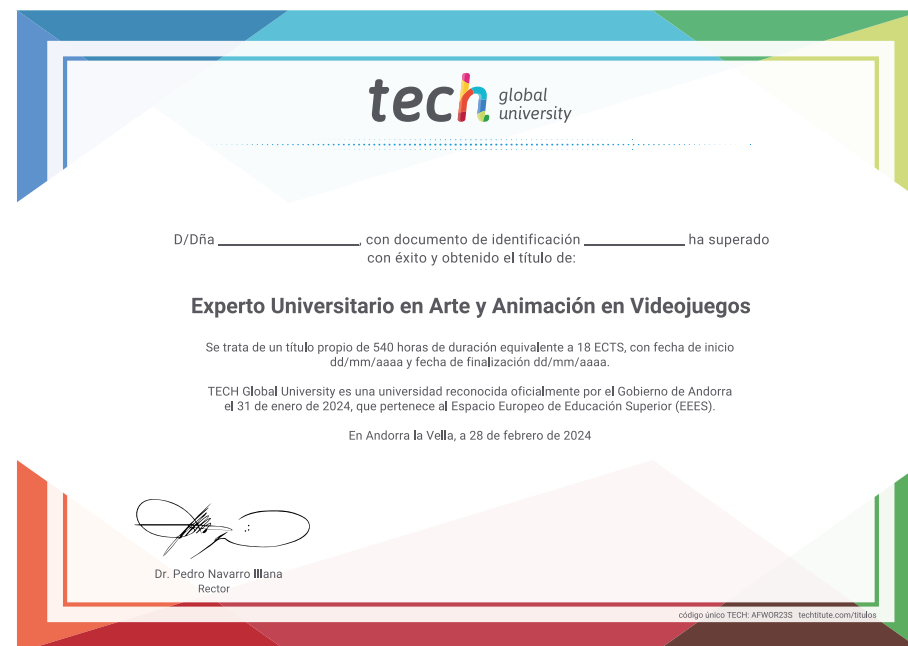 tech global university
D/Dña ____________________, con documento de identificación ______________ ha superado
con éxito y obtenido el título de:
Experto Universitario en Arte y Animación en Videojuegos
Se trata de un título propio de 540 horas de duración equivalente a 18 ECTS, con fecha de inicio
dd/mm/aaaa y fecha de finalización dd/mm/aaaa.
TECH Global University es una universidad reconocida oficialmente por el Gobierno de Andorra
el 31 de enero de 2024, que pertenece al Espacio Europeo de Educación Superior (EEES).
En Andorra la Vella, a 28 de febrero de 2024
Dr. Pedro Navarro Illana
Rector
código único TECH: AFWOR23S techtitute.com/titulos